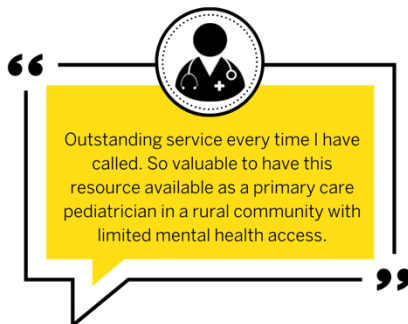 “
Outstanding service every time I have
called. So valuable to have this
resource available as a primary care
pediatrician in a rural community with
limited mental health access.
”